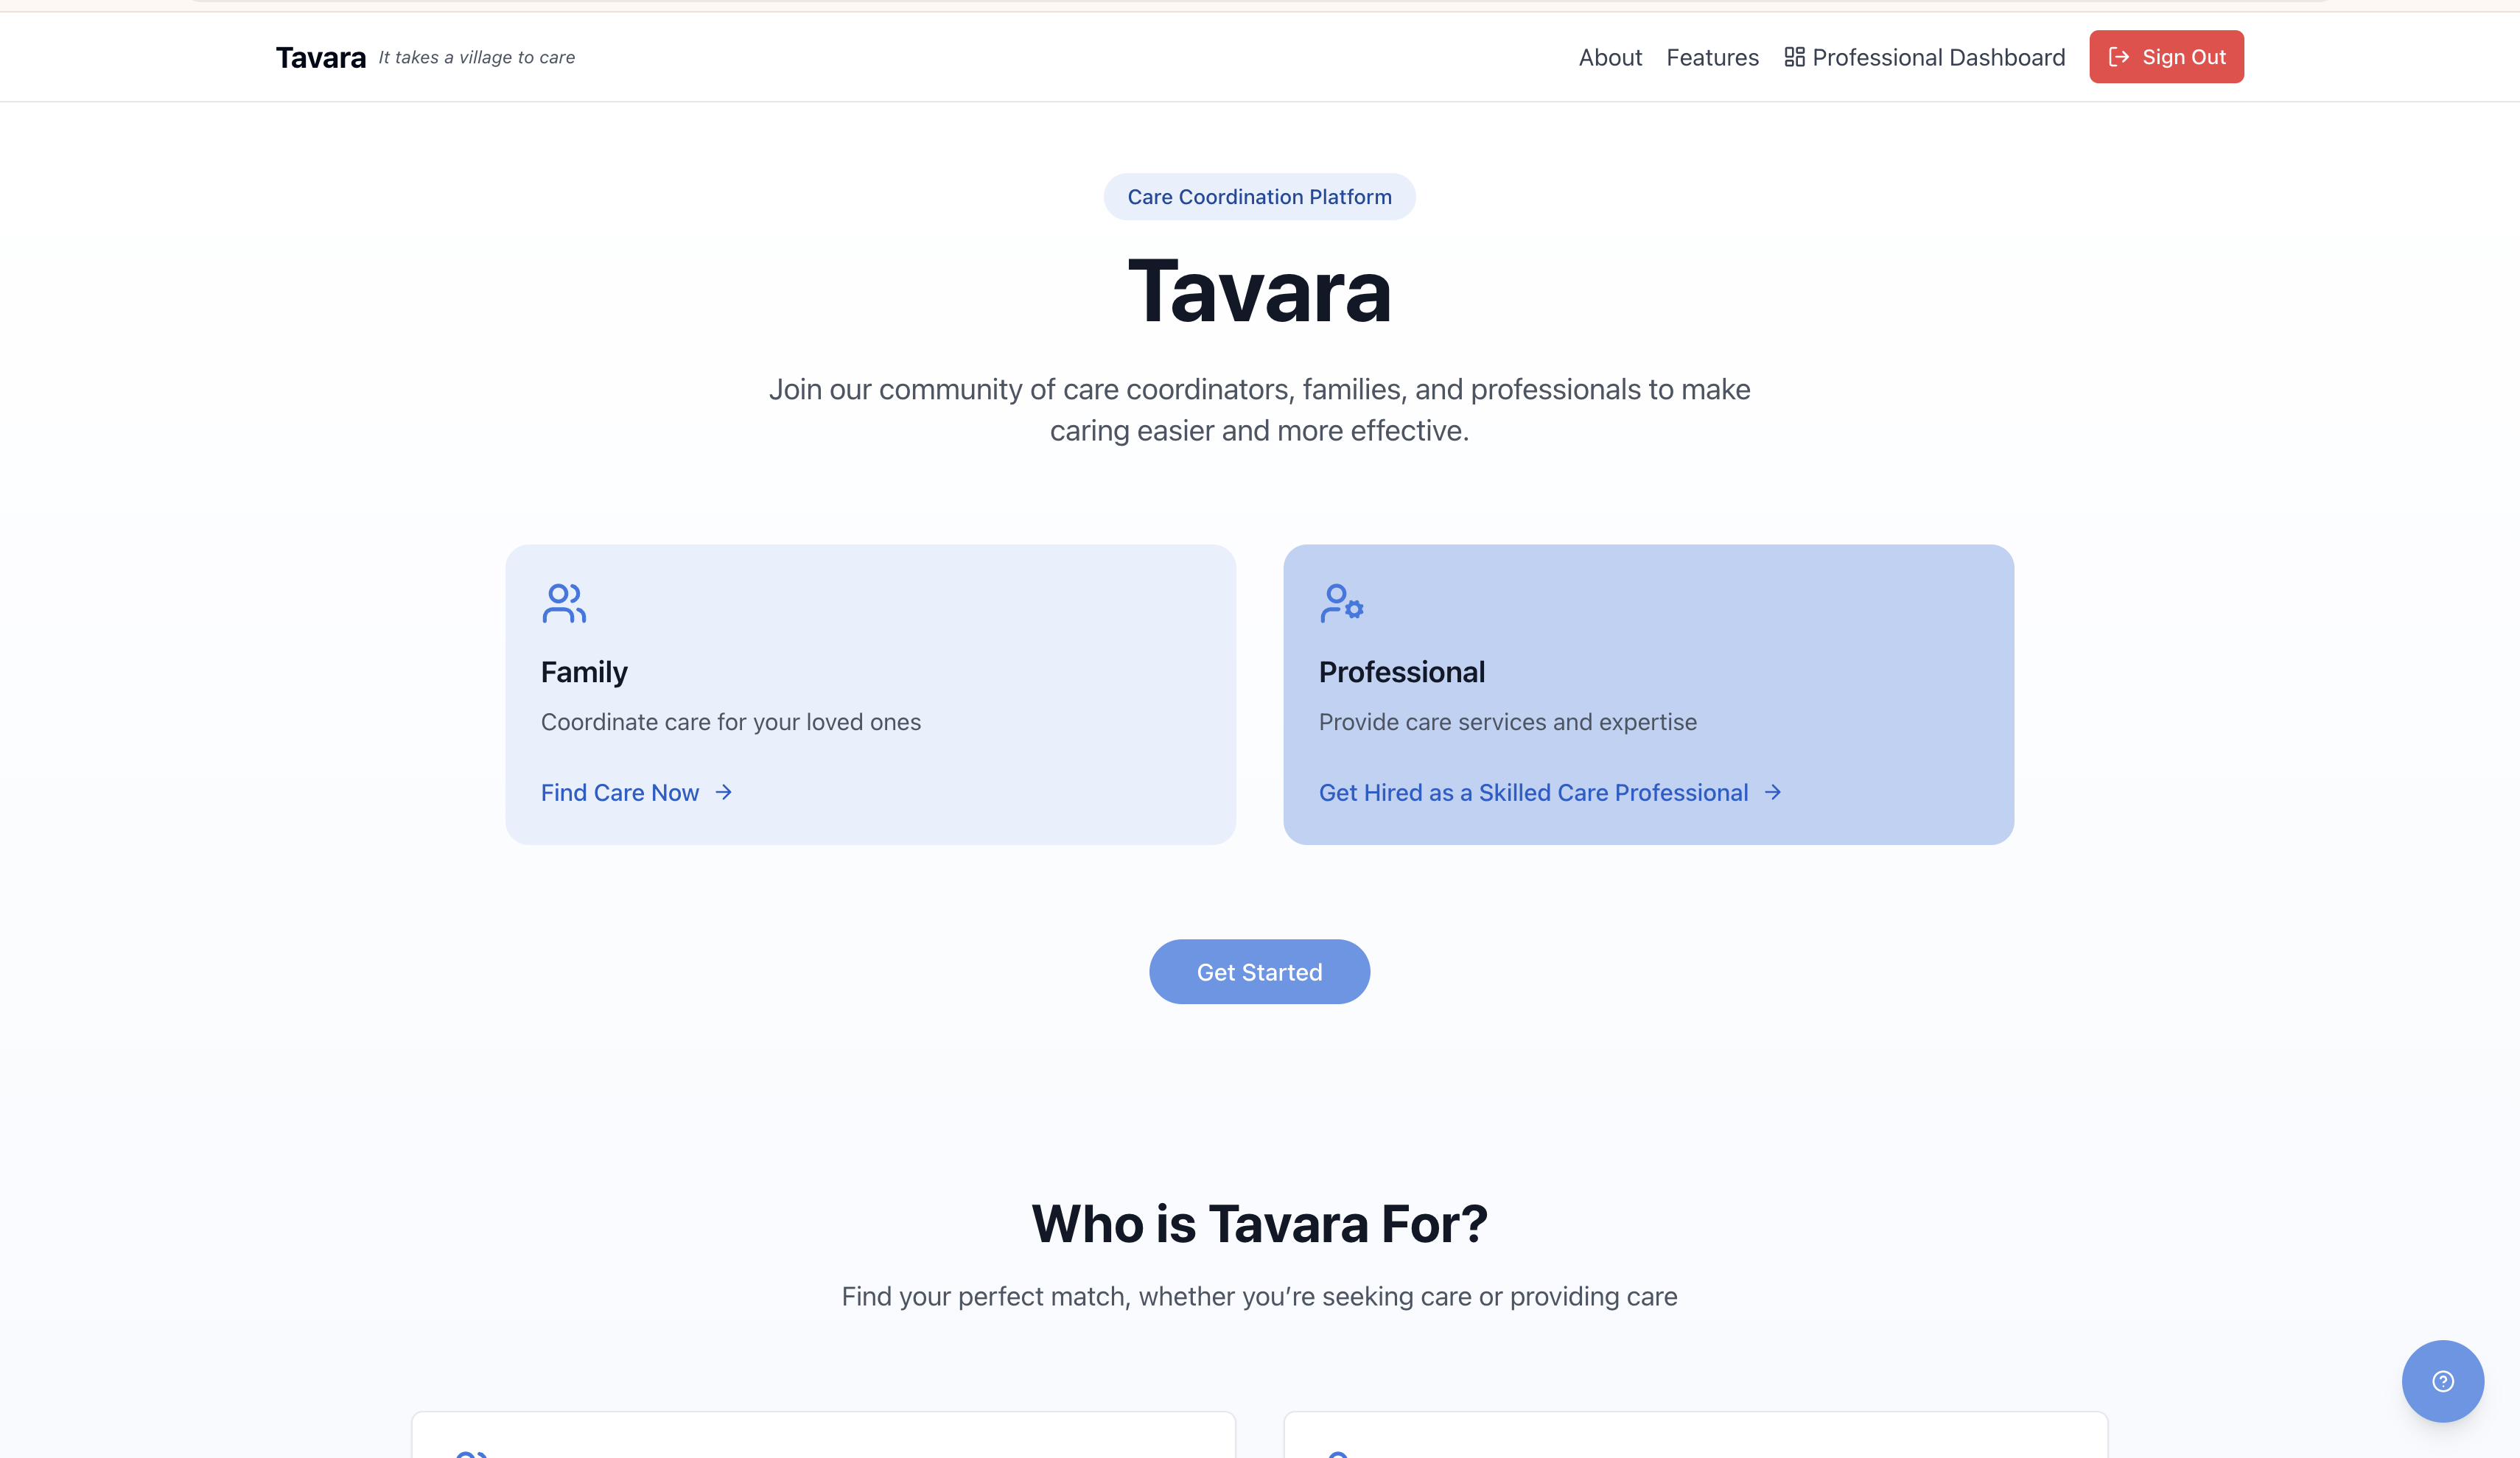 Tavara It takes a village to care
About Features Professional Dashboard Sign Out
Care Coordination Platform
Tavara
Join our community of care coordinators, families, and professionals to make
caring easier and more effective.
Family
Coordinate care for your loved ones
Find Care Now
Professional
Provide care services and expertise
Get Hired as a Skilled Care Professional
Get Started
Who is Tavara For?
Find your perfect match, whether you’re seeking care or providing care